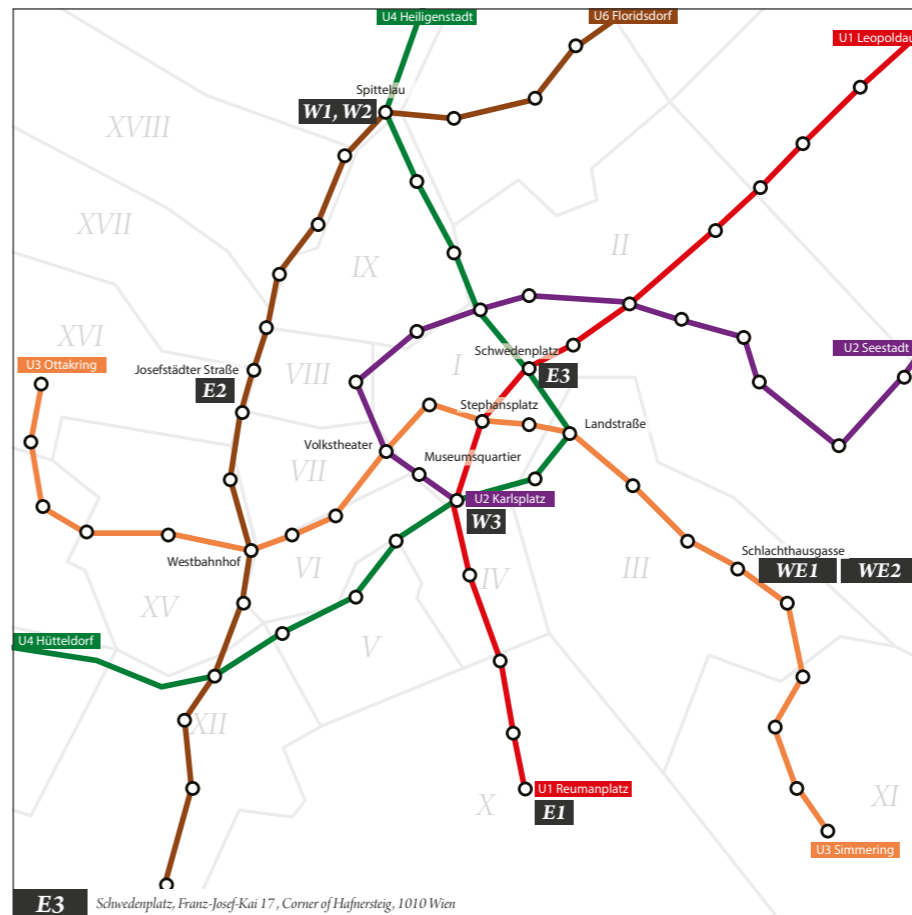 U4 Heiligenstadt
U6 Floridsdorf
U1 Leopoldau
Spittelau
W1, W2
XVIII
XVII
II
IX
XVI
U3 Ottakring
Josefstädter Straße
E2
VIII
I
Schwedenplatz
E3
U2 Seestadt
Stephansplatz
Landstraße
Volkstheater
VII
Museumsquartier
U2 Karlsplatz
W3
Westbahnhof
VI
IV
III
Schlachthausgasse
WE1
WE2
XV
V
U4 Hütteldorf
XII
X
U1 Reumanplatz
E1
XI
U3 Simmering
E3 Schwedenplatz, Franz-Josef-Kai 17 , Corner of Hafnersteig, 1010 Wien